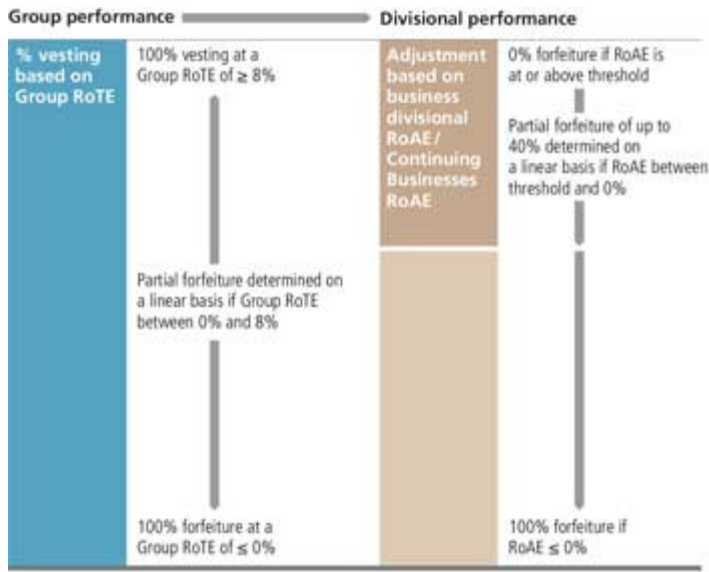 Group performance
Divisional performance
% vesting
based on
Group RoTE
100% vesting at a
Group RoTE of ≥ 8%
Partial forfeiture determined on
a linear basis if Group RoTE
between 0% and 8%
100% forfeiture at a
Group RoTE of ≤ 0%
Adjustment
based on
business
divisional
RoAE/
Continuing
Businesses
RoAE
0% forfeiture if RoAE is
at or above threshold
Partial forfeiture of up to
40% determined on
a linear basis if RoAE between
threshold and 0%
100% forfeiture if
RoAE ≤ 0%